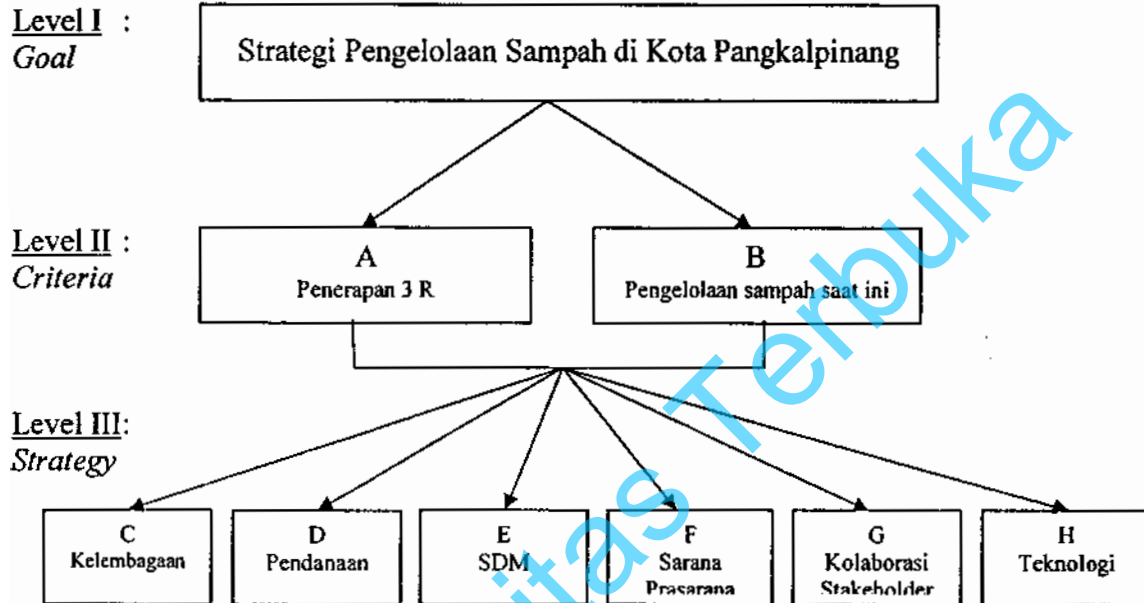 Level I :
Goal
Strategi Pengelolaan Sampah di Kota Pangkalpinang
Level II :
Criteria
A
Penerapan 3 R
B
Pengelolaan sampah saat ini
Level III:
Strategy
C
Kelembagaan
D
Pendanaan
E
SDM
F
Sarana
Prasarana
G
Kolaborasi
Stakeholder
H
Teknologi
itas Terbuka